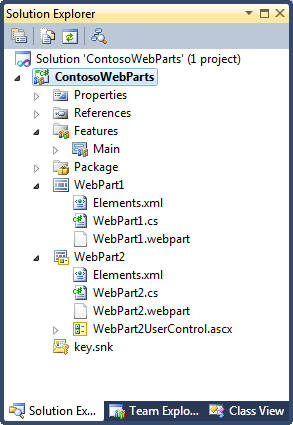 Solution Explorer
Solution 'ContosoWebParts' (1 project)
ContosoWebParts
Properties
References
Features
Main
Package
WebPart1
Elements.xml
WebPart1.cs
WebPart1.webpart
WebPart2
Elements.xml
WebPart2.cs
WebPart2.webpart
WebPart2UserControl.ascx
key.snk
Solution Ex... Team Explo... Class View